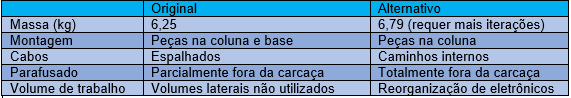 Original Alternativo
Massa (kg) 6,25 6,79 (requer mais iterações)
Montagem Peças na coluna e base Peças na coluna
Cabos Espalhados Caminhos internos
Parafusado Parcialmente fora da carcaça Totalmente fora da carcaça
Volume de trabalho Volumes laterais não utilizados Reorganização de eletrônicos